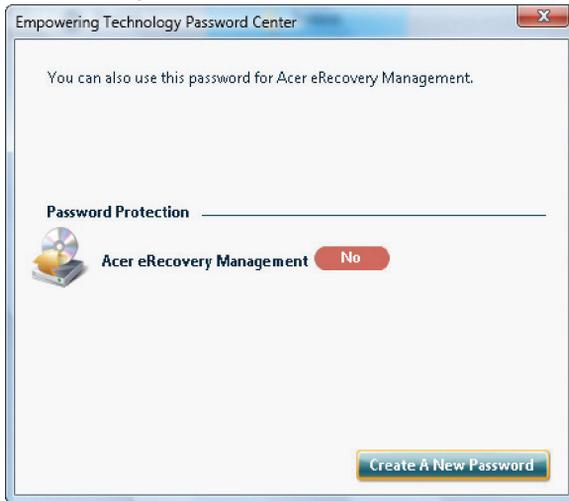 Empowering Technology Password Center
X
You can also use this password for Acer eRecovery Management.
Password Protection
Acer eRecovery Management No
Create A New Password